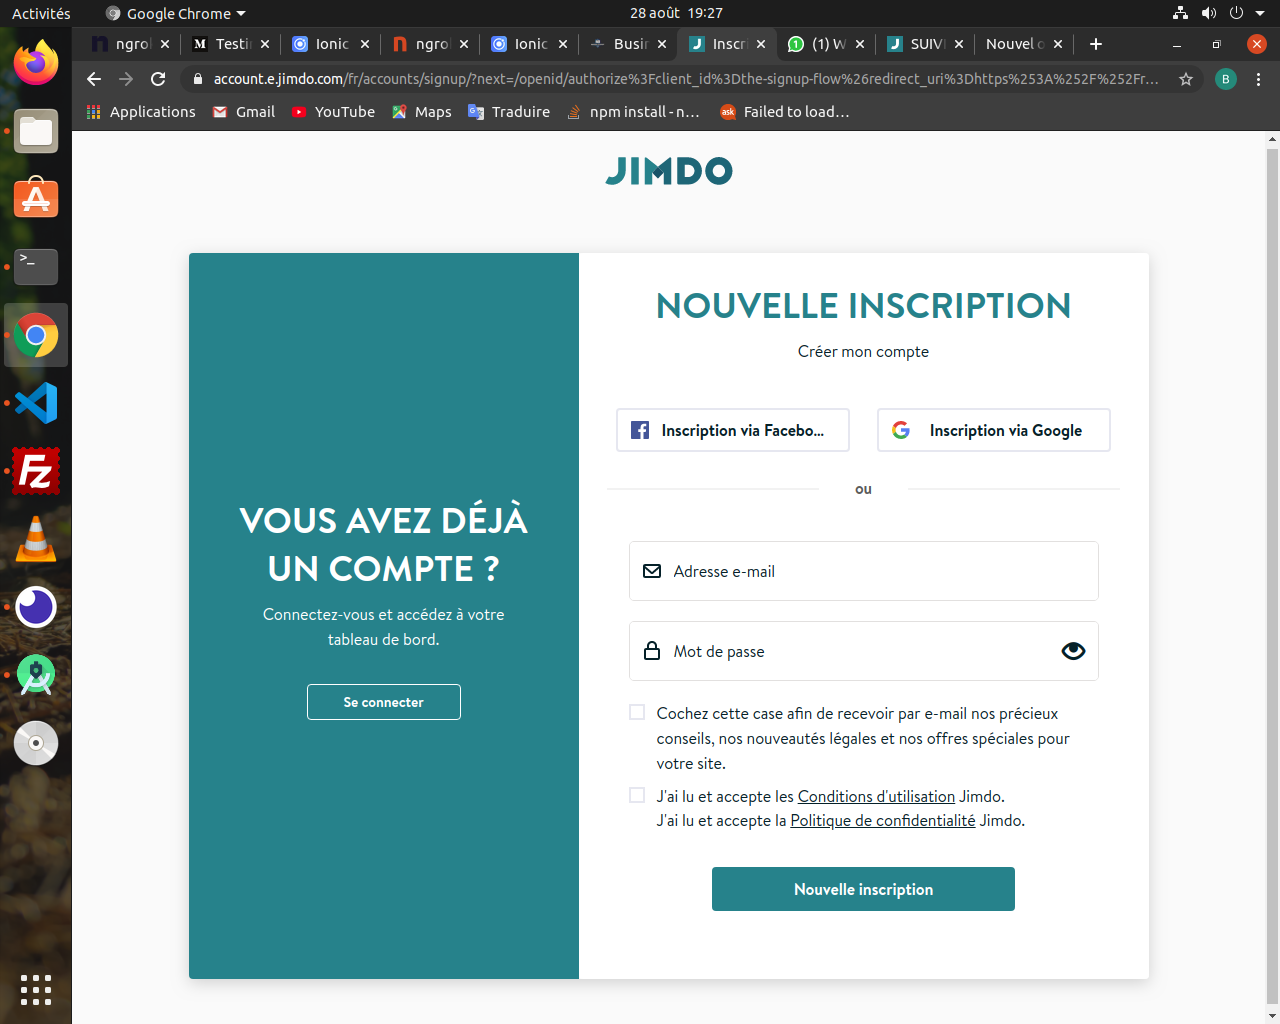 Activités
Google Chrome
28 août 19:27
ngrol
Testi
Ionic
ngrol
Ionic
Busin
Inscri
(1) W
SUIVI
Nouvel o
account.e.jimdo.com/fr/accounts/signup/?next=/openid/authorize%3Fclient_id%3Dthe-signup-flow%26redirect_uri%3Dhttps%253A%252F%252Fr...
B
Applications
Gmail
YouTube
Maps
Traduire
npm install - n...
Failed to load...
JIMDO
VOUS AVEZ DÉJÀ
UN COMPTE ?
Connectez-vous et accédez à votre
tableau de bord.
Se connecter
NOUVELLE INSCRIPTION
Créer mon compte
Inscription via Facebo...
Inscription via Google
ou
Adresse e-mail
Mot de passe
Cochez cette case afin de recevoir par e-mail nos précieux
conseils, nos nouveautés légales et nos offres spéciales pour
votre site.
J'ai lu et accepte les Conditions d'utilisation Jimdo.
J'ai lu et accepte la Politique de confidentialité Jimdo.
Nouvelle inscription